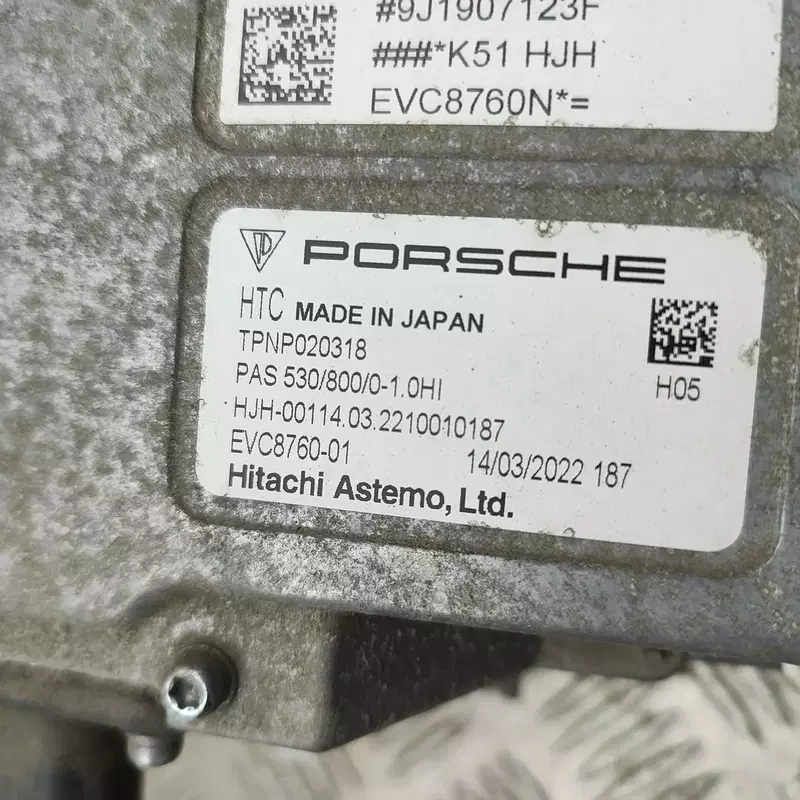 #9J1907123F
###*K51 HJH
EVC8760N*=
PORSCHE
HTC MADE IN JAPAN
TPNP020318
PAS 530/800/0-1.0HI
H05
HJH-00114.03.2210010187
EVC8760-01 14/03/2022 187
Hitachi Astemo, Ltd.